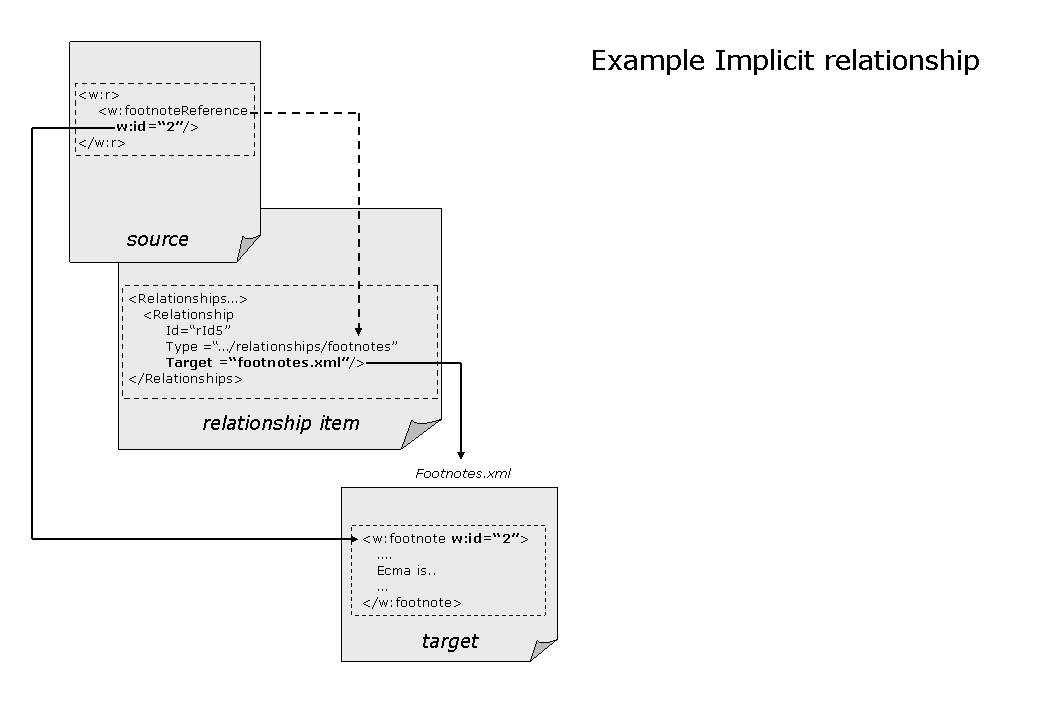 Example Implicit relationship
<w:r>
<w:footnoteReference
w:id=“2”/>
</w:r>
source
<Relationships...>
<Relationship
Id=“rId5”
Type =“.../relationships/footnotes”
Target =“footnotes.xml”/>
</Relationships>
relationship item
Footnotes.xml
<w:footnote w:id=“2”>
....
Ecma is..
...
</w:footnote>
target